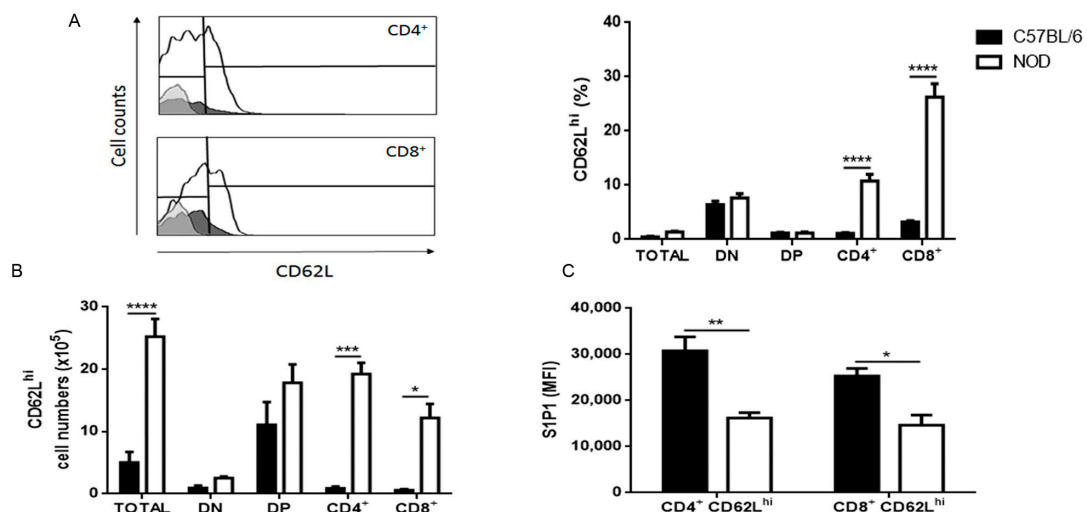 A
CD4⁺
CD8⁺
Cell counts
CD62L
CD62Lʰⁱ (%)
40
30
20
10
0
****
****
TOTAL DN DP CD4⁺ CD8⁺
C57BL/6
NOD
B
CD62Lʰⁱ
cell numbers (x10⁵)
30
20
10
0
****
***
*
TOTAL DN DP CD4⁺ CD8⁺
C
S1P1 (MFI)
40,000
30,000
20,000
10,000
0
**
*
CD4⁺ CD62Lʰⁱ CD8⁺ CD62Lʰⁱ